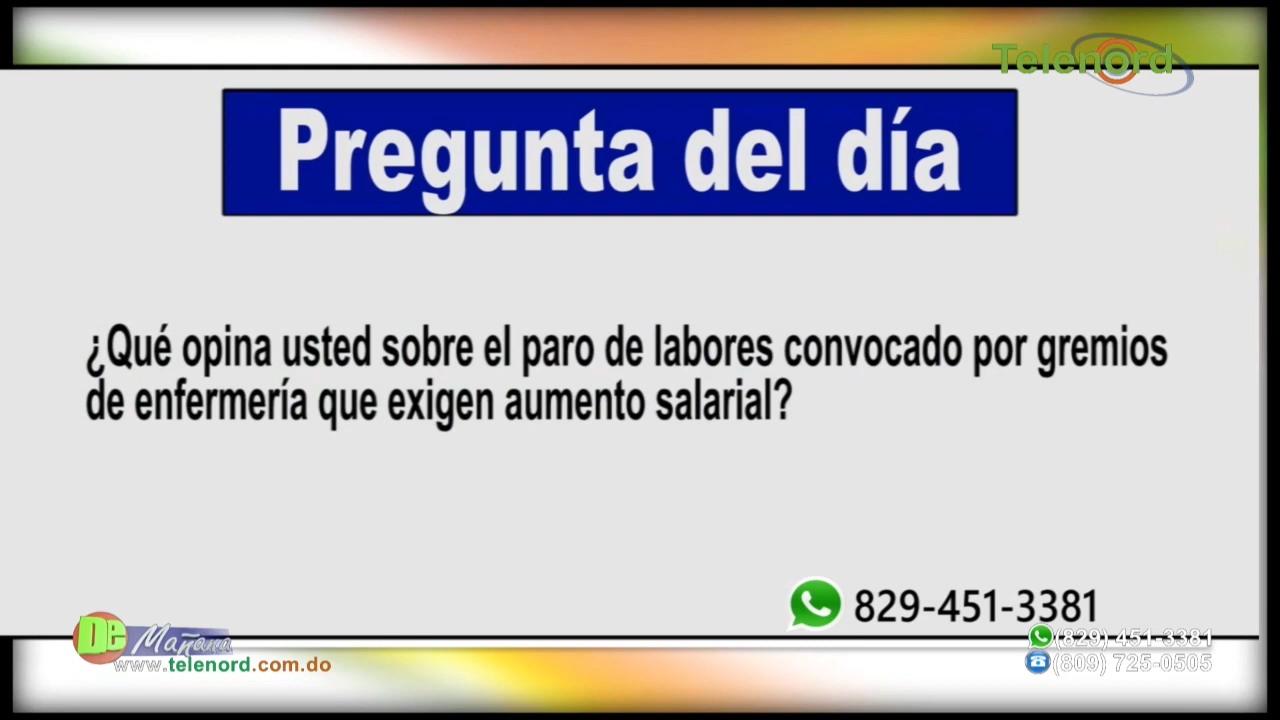 Telenord
Pregunta del día
¿Qué opina usted sobre el paro de labores convocado por gremios
de enfermería que exigen aumento salarial?
829-451-3381
De Mañana
(829) 451-3381
www.telenord.com.do
(809) 725-0505